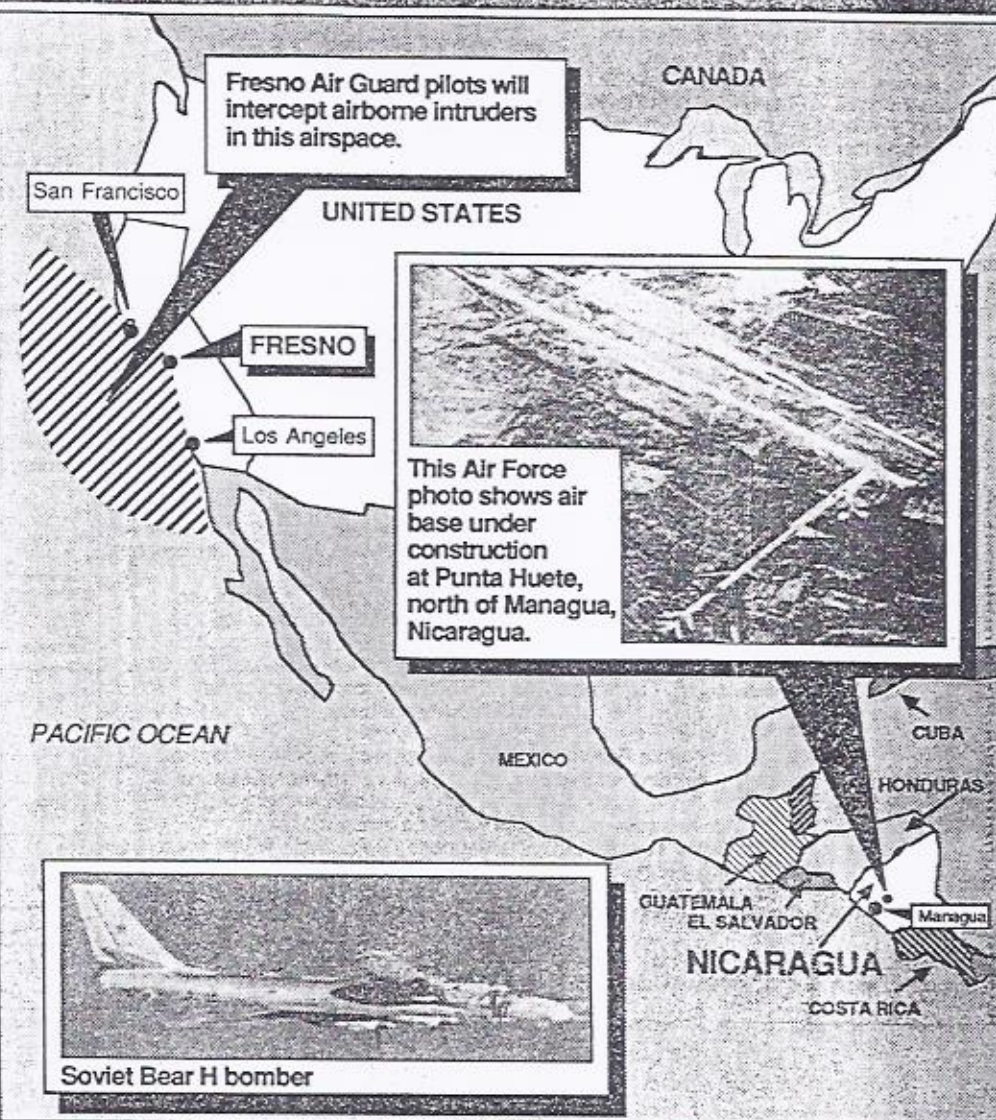 Fresno Air Guard pilots will
intercept airborne intruders
in this airspace.
CANADA
San Francisco
UNITED STATES
FRESNO
Los Angeles
This Air Force
photo shows air
base under
construction
at Punta Huete,
north of Managua,
Nicaragua.
PACIFIC OCEAN
MEXICO
CUBA
HONDURAS
GUATEMALA
EL SALVADOR
Managua
NICARAGUA
COSTA RICA
Soviet Bear H bomber